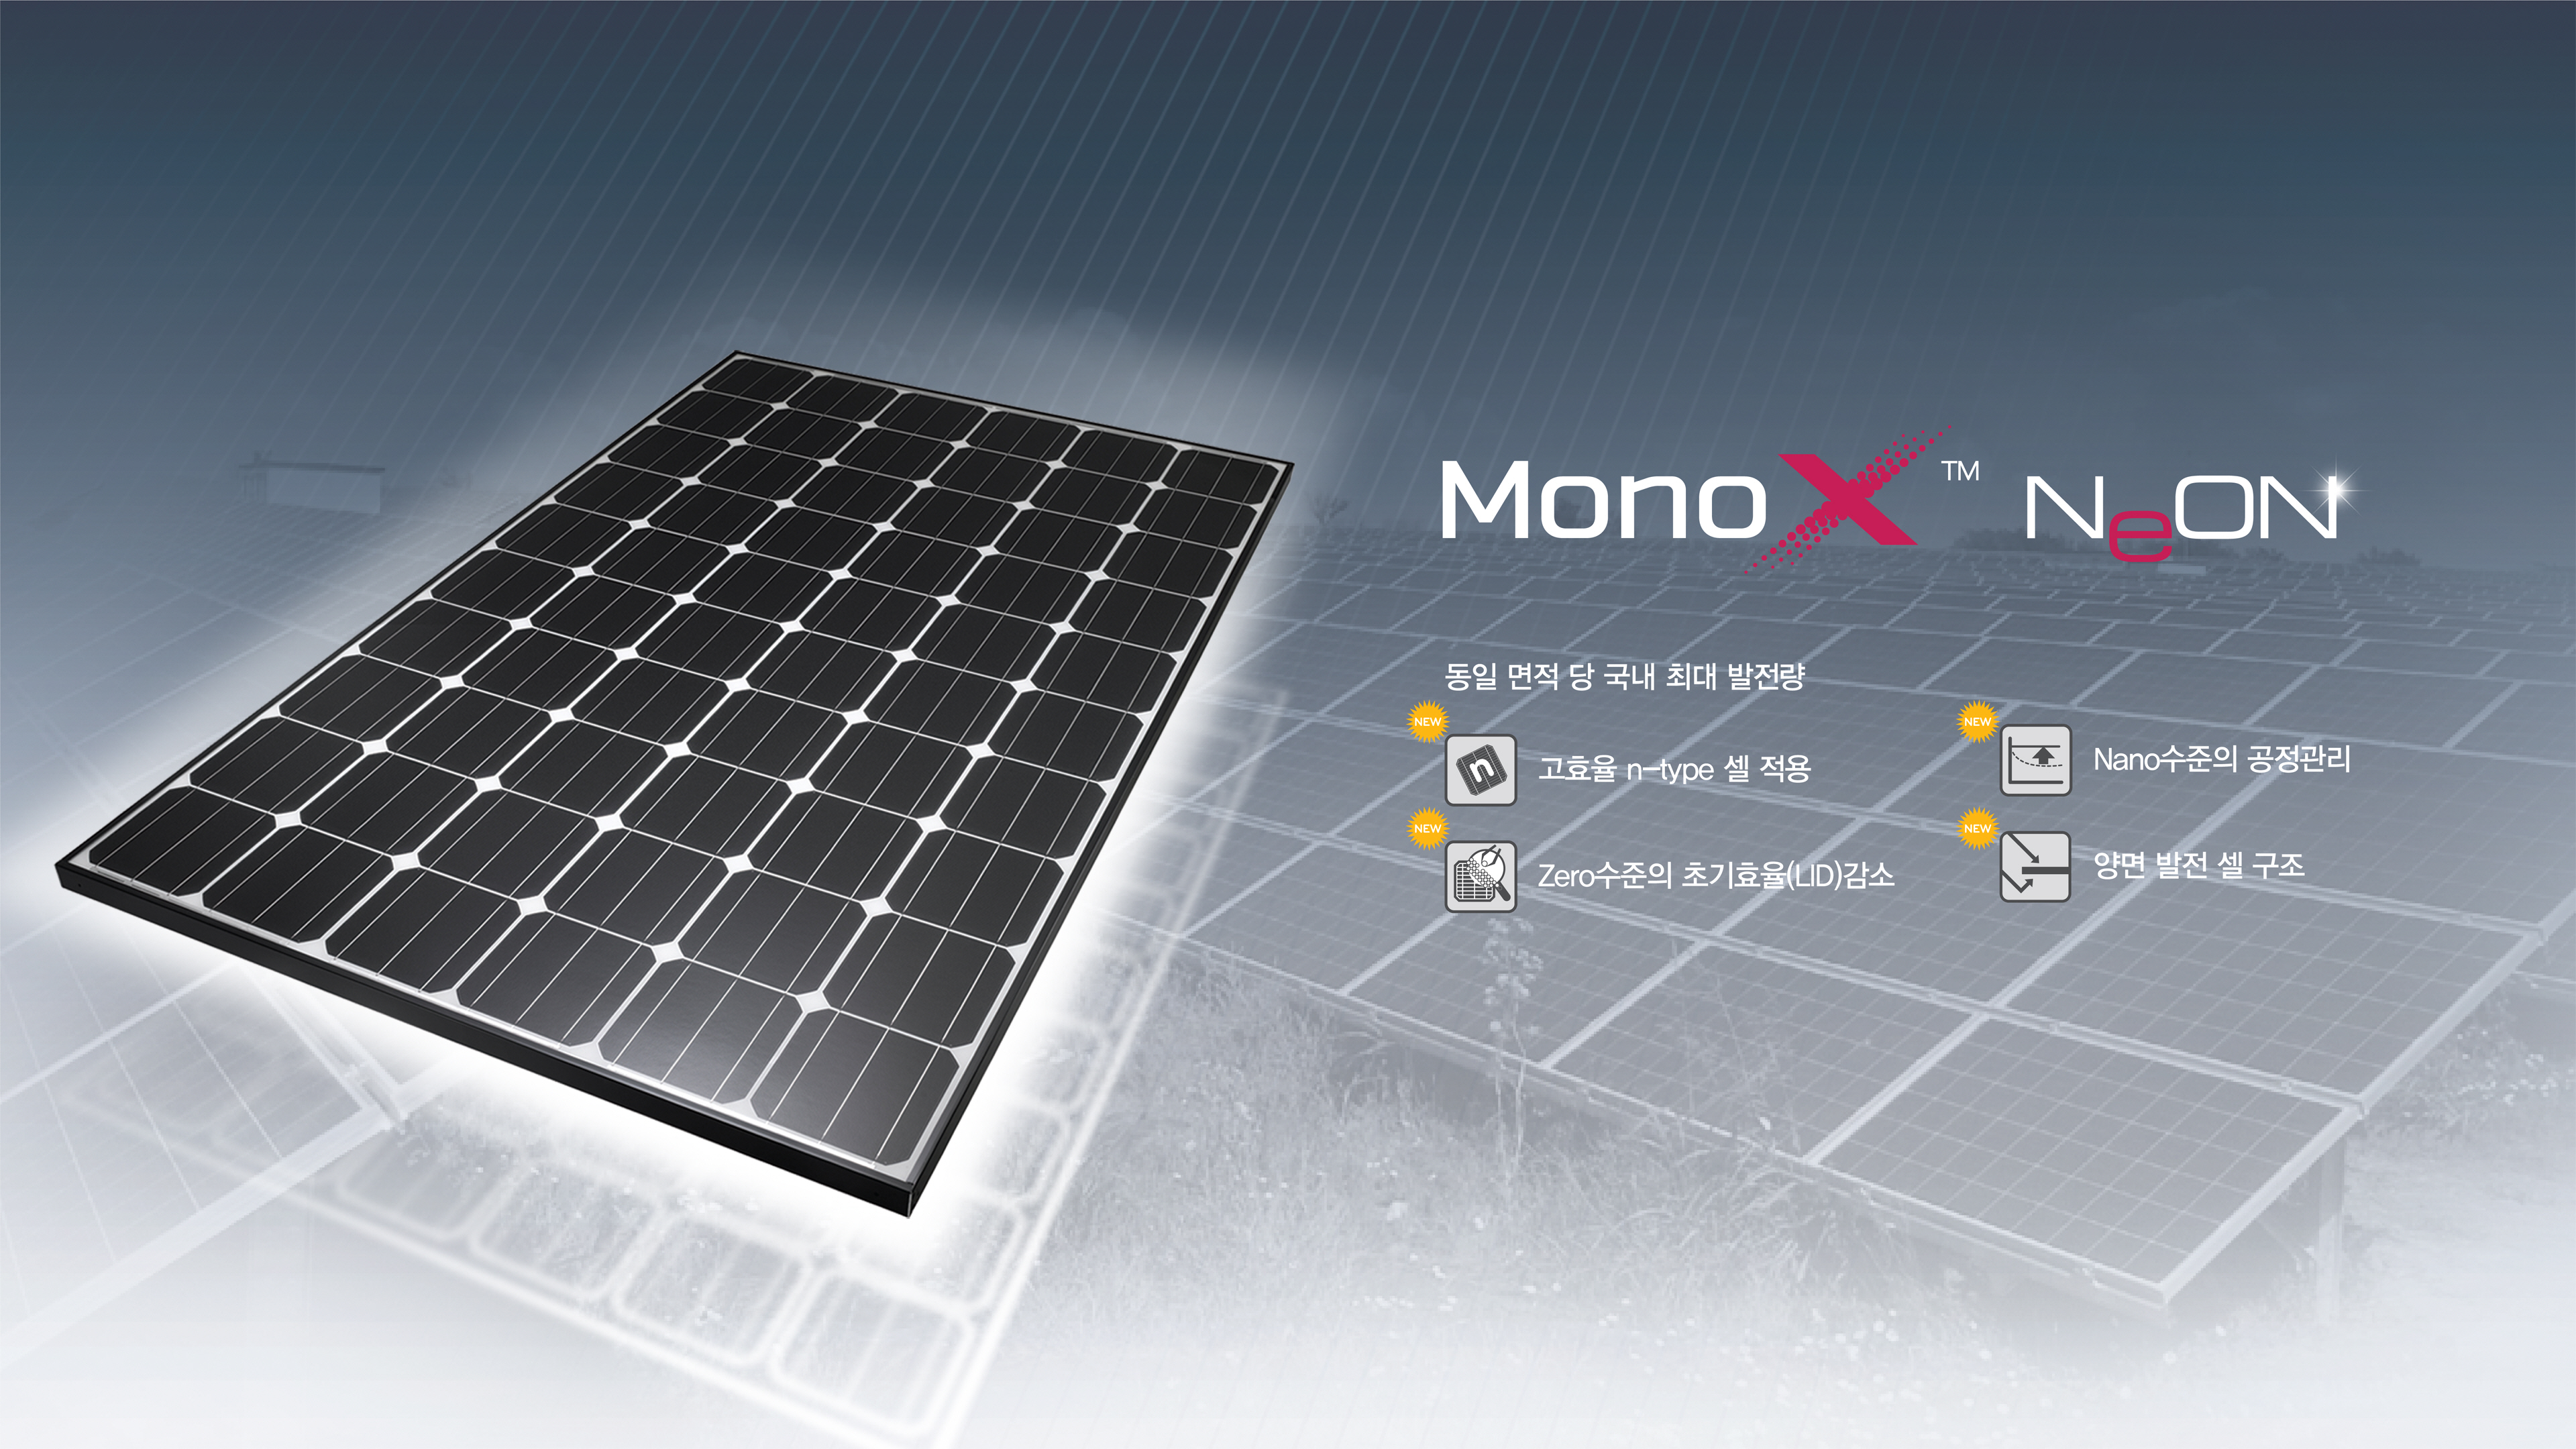 MonoX™ NeON
동일 면적 당 국내 최대 발전량
NEW
n
고효율 n-type 셀 적용
NEW
Nano수준의 공정관리
NEW
Zero수준의 초기효율(LID)감소
NEW
양면 발전 셀 구조